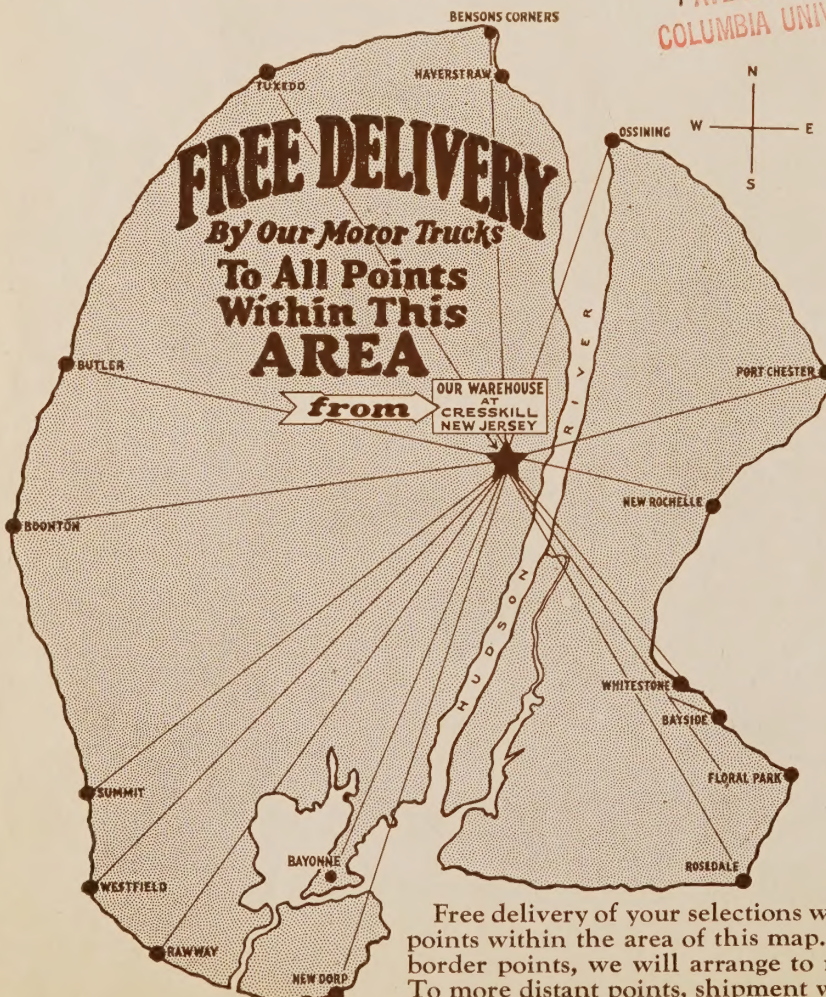 COLUMBIA
BENSONS CORNERS
TUXEDO
HAVERSTRAW
OSSINING
N
W E
S
FREE DELIVERY
By Our Motor Trucks
To All Points
Within This
AREA
from
OUR WAREHOUSE
AT
CRESSKILL
NEW JERSEY
BUTLER
PORT CHESTER
HUDSON RIVER
NEW ROCHELLE
BOONTON
WHITESTONE
BAYSIDE
FLORAL PARK
SUMMIT
BAYONNE
ROSEDALE
WESTFIELD
RAWWAY
NEW DORP
Free delivery of your selections
points within the area of this map.
border points, we will arrange to
To more distant points, shipment